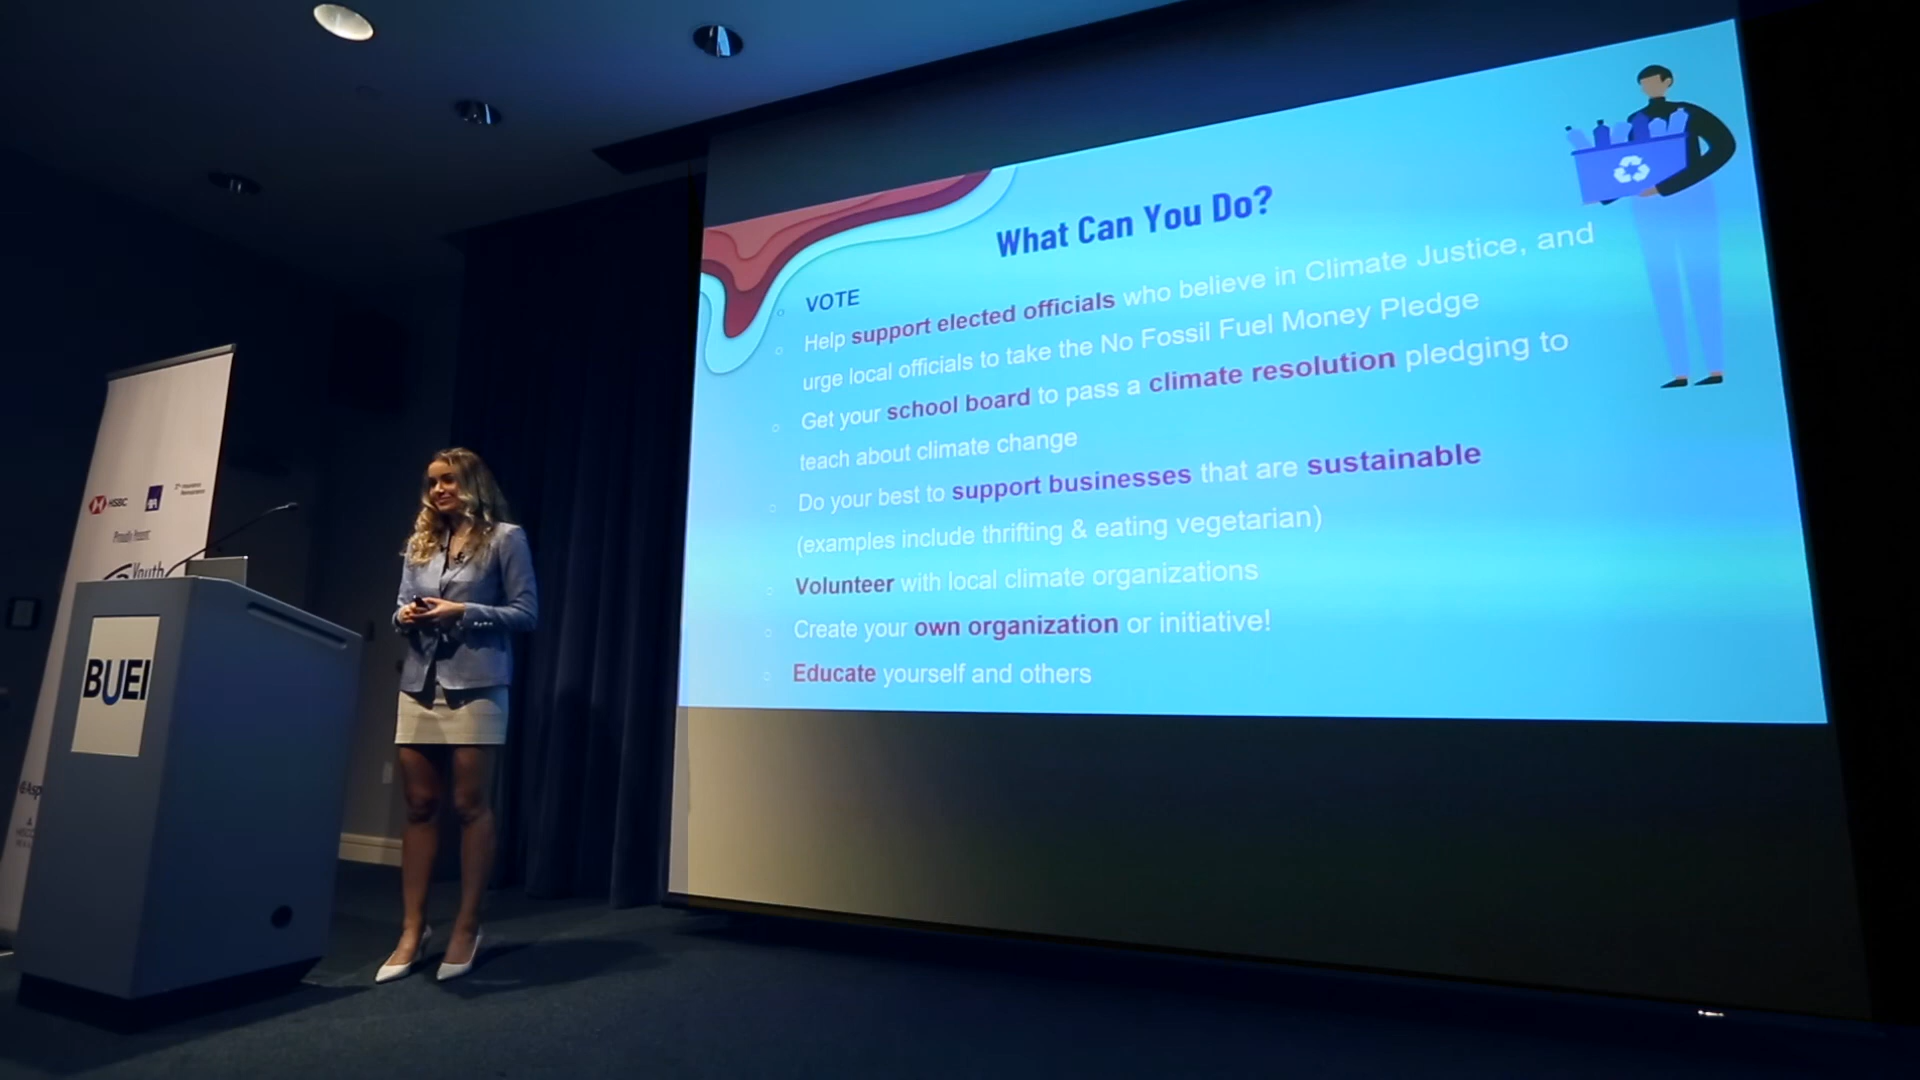 What Can You Do?
VOTE
Help support elected officials who believe in Climate Justice, and
urge local officials to take the No Fossil Fuel Money Pledge
Get your school board to pass a climate resolution pledging to
teach about climate change
Do your best to support businesses that are sustainable
(examples include thrifting & eating vegetarian)
Volunteer with local climate organizations
Create your own organization or initiative!
Educate yourself and others
HSBC
AXA
Proudly Present
Youth
BUEI